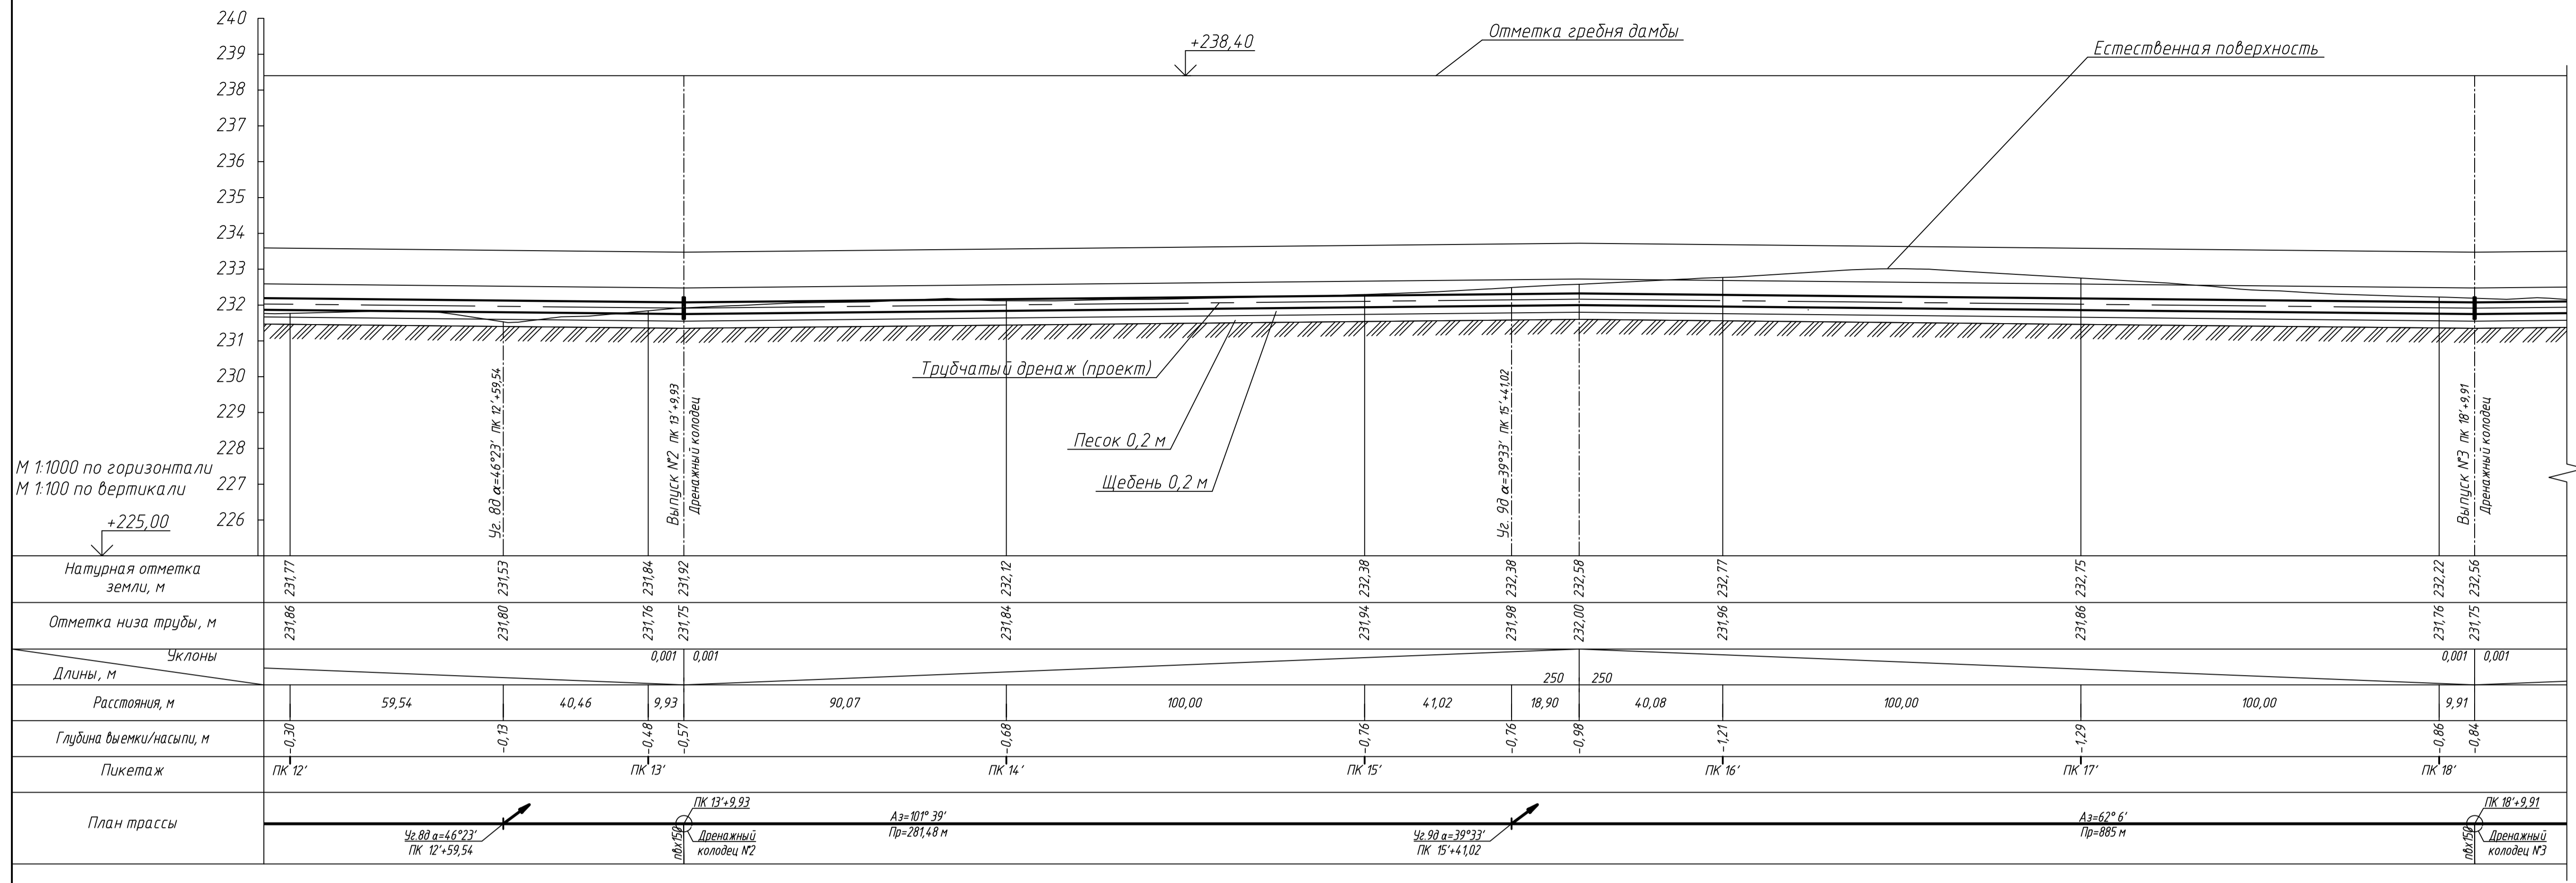 240
239
238
237
236
235
234
233
232
231
230
229
228
227
226
+238,40
Отметка гребня дамбы
Естественная поверхность
Трубчатый дренаж (проект)
Песок 0,2 м
Щебень 0,2 м
Уг. 8д α=46°23' ПК 12'+59,54
Выпуск №2 ПК 13'+9,93
Дренажный колодец
Уг. 9д α=39°33' ПК 15'+41,02
Выпуск №3 ПК 18'+9,91
Дренажный колодец
М 1:1000 по горизонтали
М 1:100 по вертикали
+225,00
Натурная отметка
земли, м
231,77 231,53 231,84 231,92 232,12 232,38 232,38 232,58 232,77 232,75 232,22 232,56
Отметка низа трубы, м
231,86 231,80 231,76 231,75 231,84 231,94 231,98 232,00 231,96 231,86 231,76 231,75
Уклоны
0,001 0,001 0,001 0,001
Длины, м
250 250
Расстояния, м
59,54 40,46 9,93 90,07 100,00 41,02 18,90 40,08 100,00 100,00 9,91
Глубина выемки/насыпи, м
-0,30 -0,13 -0,48 -0,57 -0,68 -0,76 -0,76 -0,98 -1,21 -1,29 -0,86 -0,84
Пикетаж
ПК 12' ПК 13' ПК 14' ПК 15' ПК 16' ПК 17' ПК 18'
План трассы
Уг.8д α=46°23'
ПК 12'+59,54
ПК 13'+9,93
пвх150
Дренажный
колодец №2
Аз=101° 39'
Пр=281,48 м
Уг.9д α=39°33'
ПК 15'+41,02
Аз=62° 6'
Пр=885 м
ПК 18'+9,91
пвх150
Дренажный
колодец №3